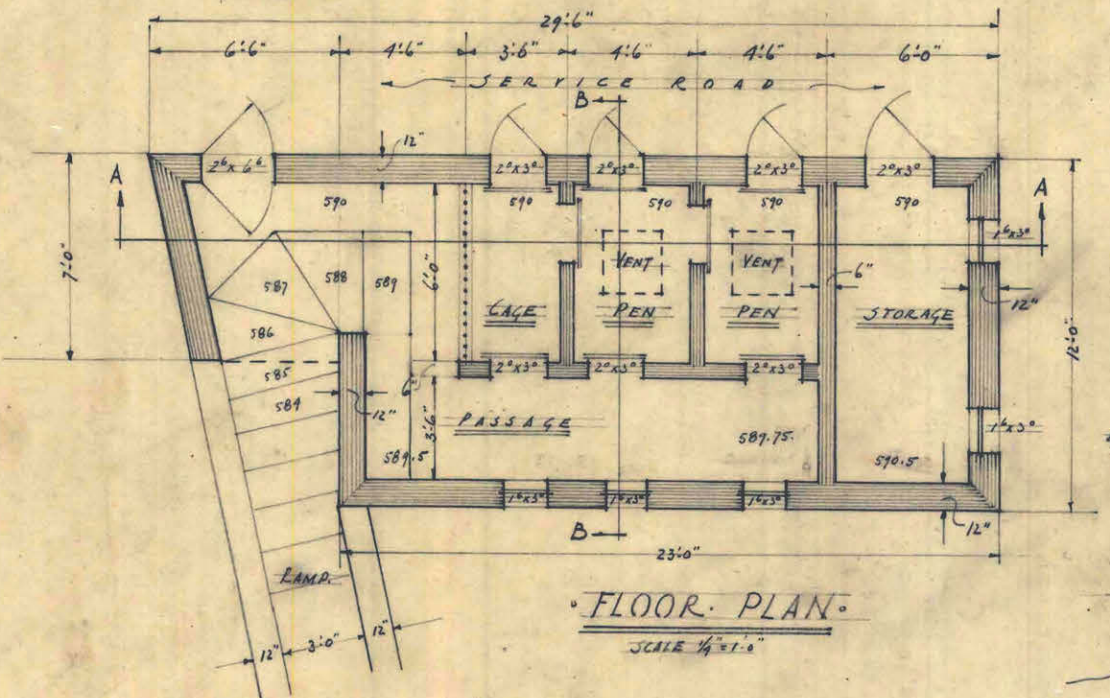 29'-6"
6'-6" 4'-6" 3'-6" 4'-6" 4'-6" 6'-0"
SERVICE ROAD
B
12"
2⁶ x 6⁶ 2⁰x3⁰ 2⁰x3⁰ 2⁰x3⁰ 2⁰x3⁰
A A
590 590 590 590 590
1⁶x3⁰
7'-0" 6'-0" 12'-0"
587 588 589 VENT VENT 6" 12"
CAGE PEN PEN STORAGE
586
585 2⁰x3⁰ 2⁰x3⁰ 2⁰x3⁰
584 12" 6"
3'-6" PASSAGE 1⁶x3⁰
589.5 589.75. 590.5
1⁶x3⁰ 1⁶x3⁰ 1⁶x3⁰
12"
B
23'-0"
RAMP.
·FLOOR. PLAN·
SCALE ¼"=1'-0"
12" 3'-0" 12"